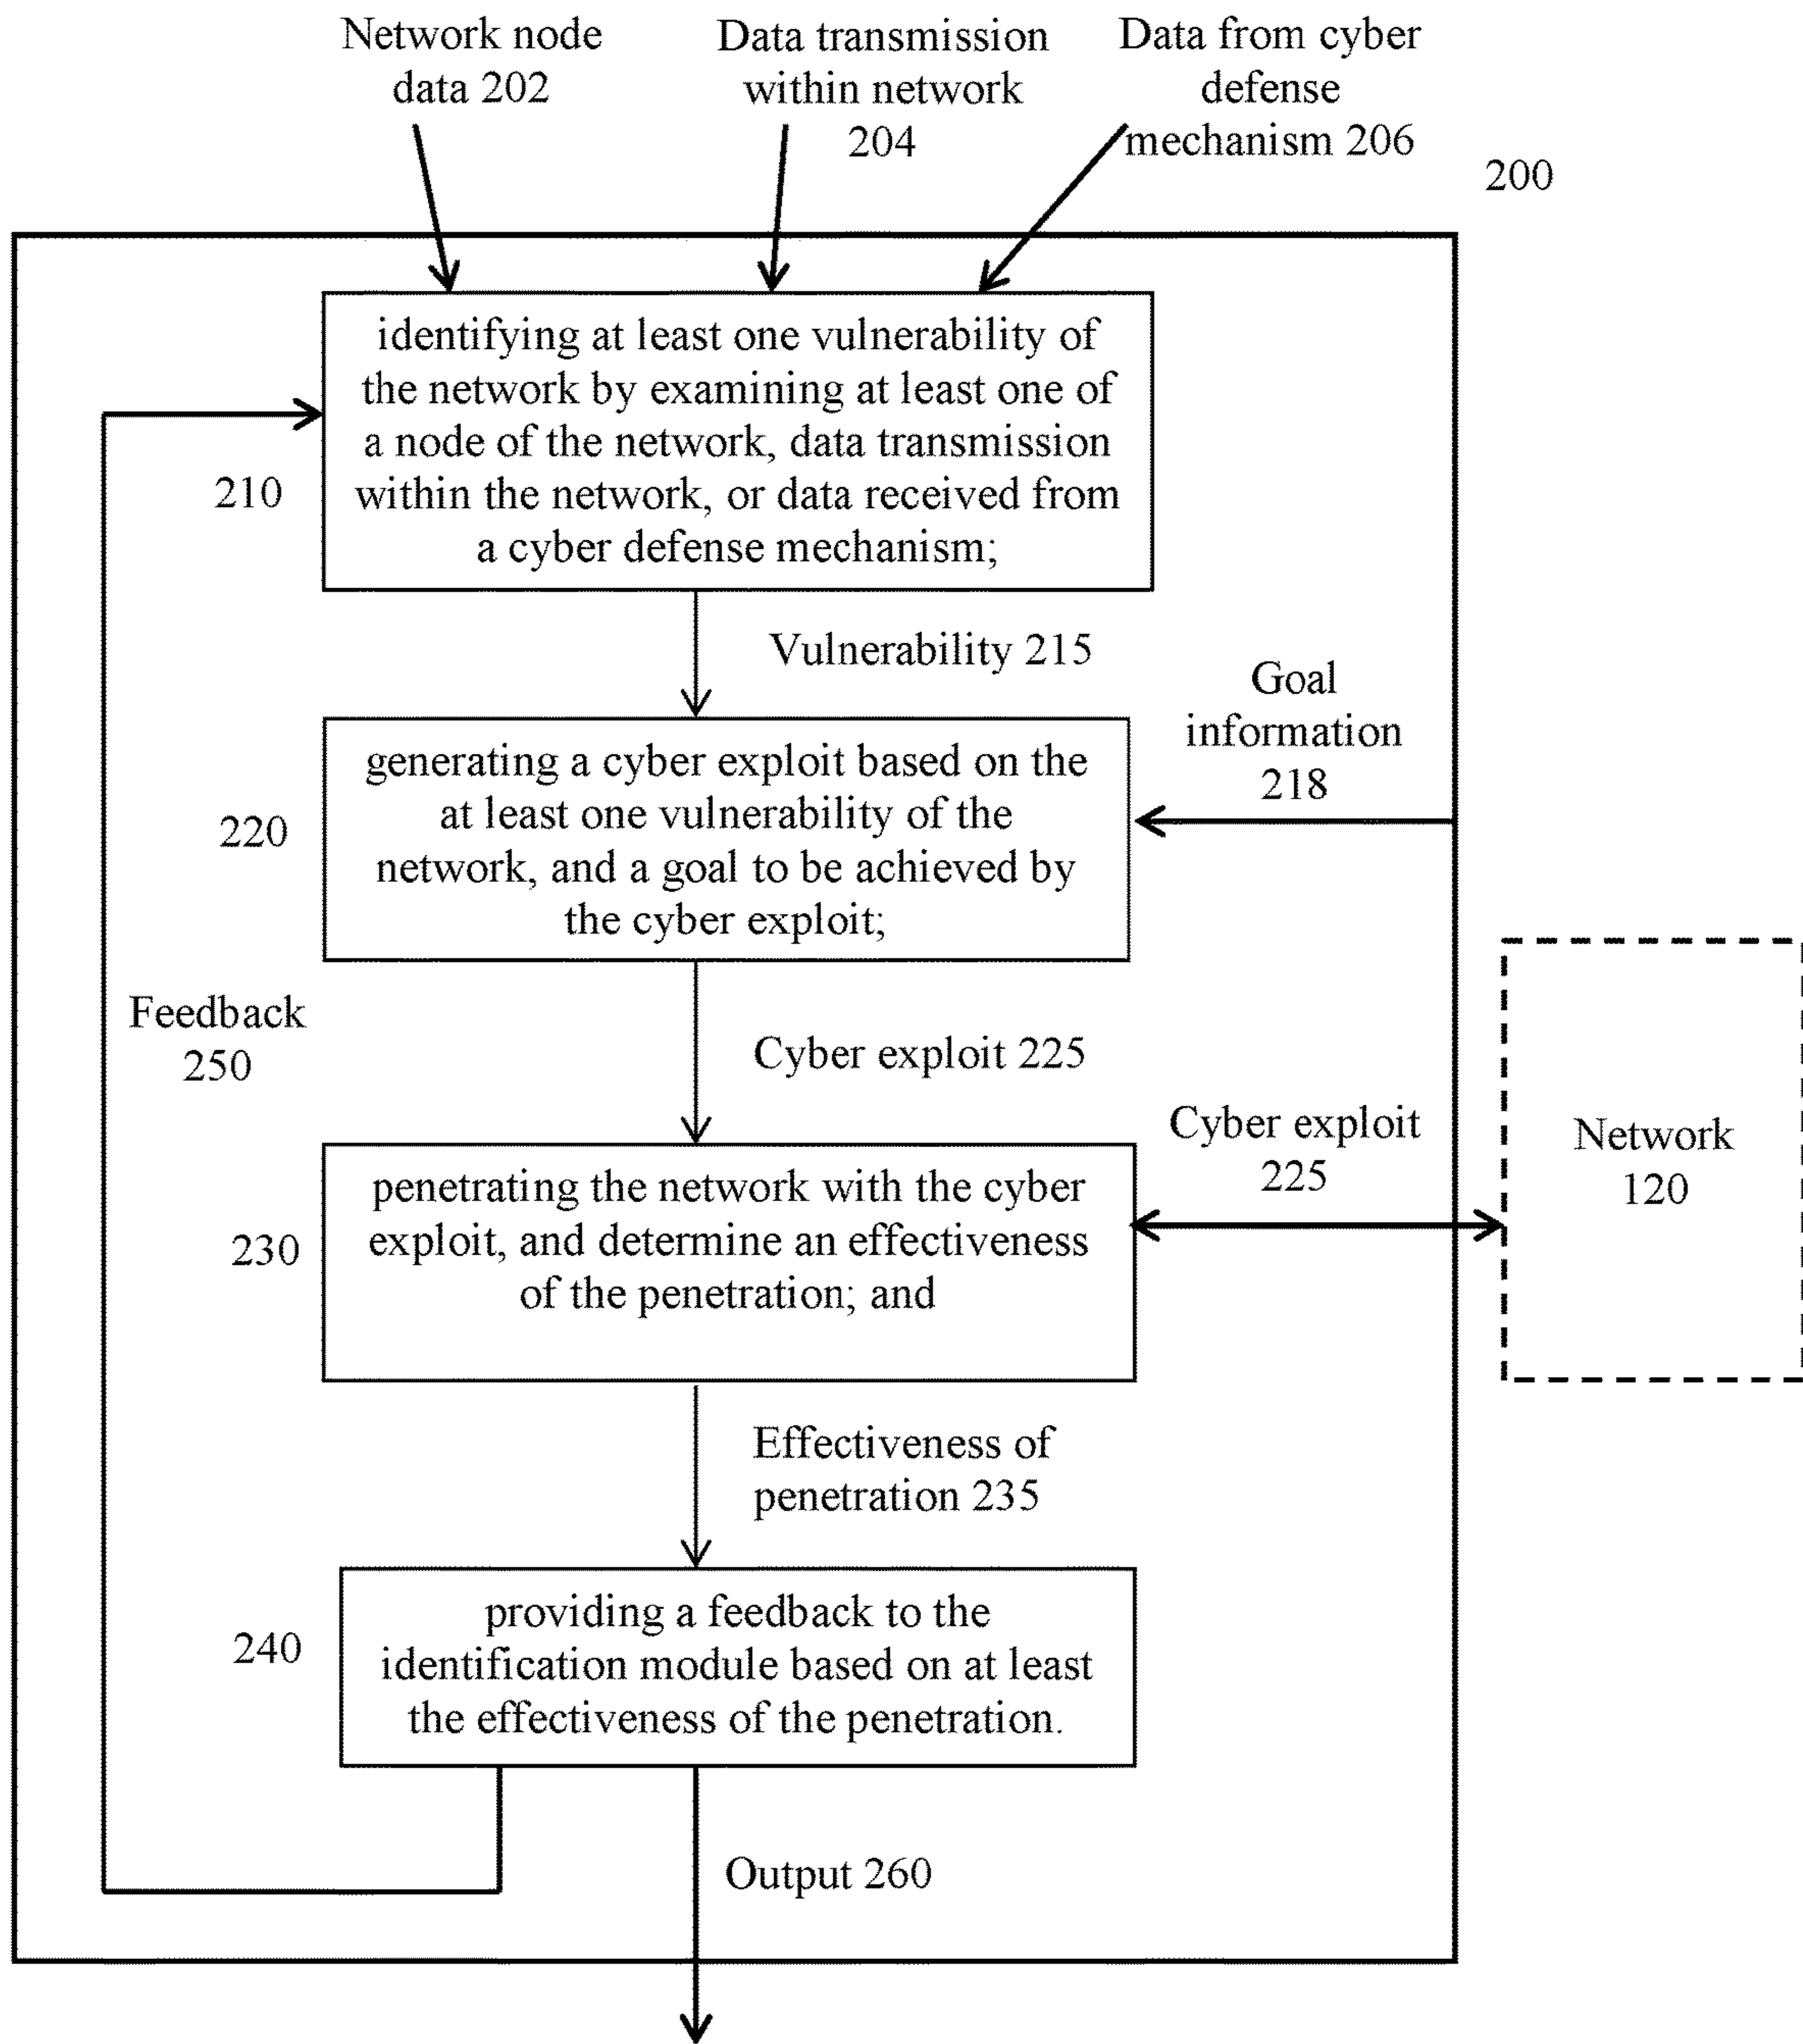 Network node
data 202
Data transmission
within network
204
Data from cyber
defense
mechanism 206
200
identifying at least one vulnerability of
the network by examining at least one of
a node of the network, data transmission
within the network, or data received from
a cyber defense mechanism;
210
Vulnerability 215
Goal
information
218
generating a cyber exploit based on the
at least one vulnerability of the
network, and a goal to be achieved by
the cyber exploit;
220
Feedback
250
Cyber exploit 225
Cyber exploit
225
Network
120
penetrating the network with the cyber
exploit, and determine an effectiveness
of the penetration; and
230
Effectiveness of
penetration 235
providing a feedback to the
identification module based on at least
the effectiveness of the penetration.
240
Output 260